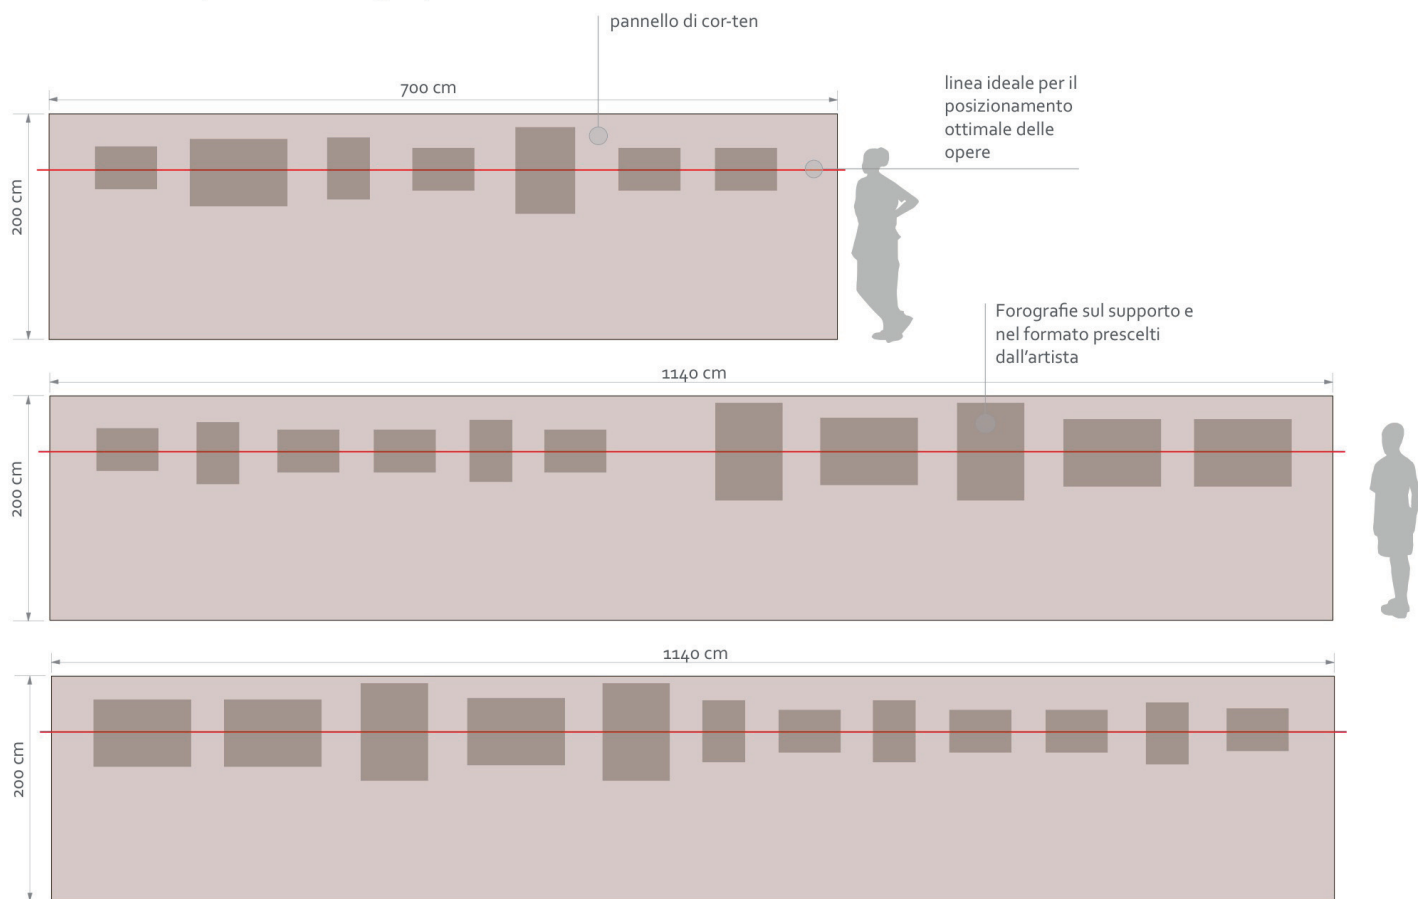 pannello di cor-ten
700 cm
linea ideale per il
posizionamento
ottimale delle
opere
200 cm
Forografie sul supporto e
nel formato prescelti
dall'artista
1140 cm
200 cm
1140 cm
200 cm